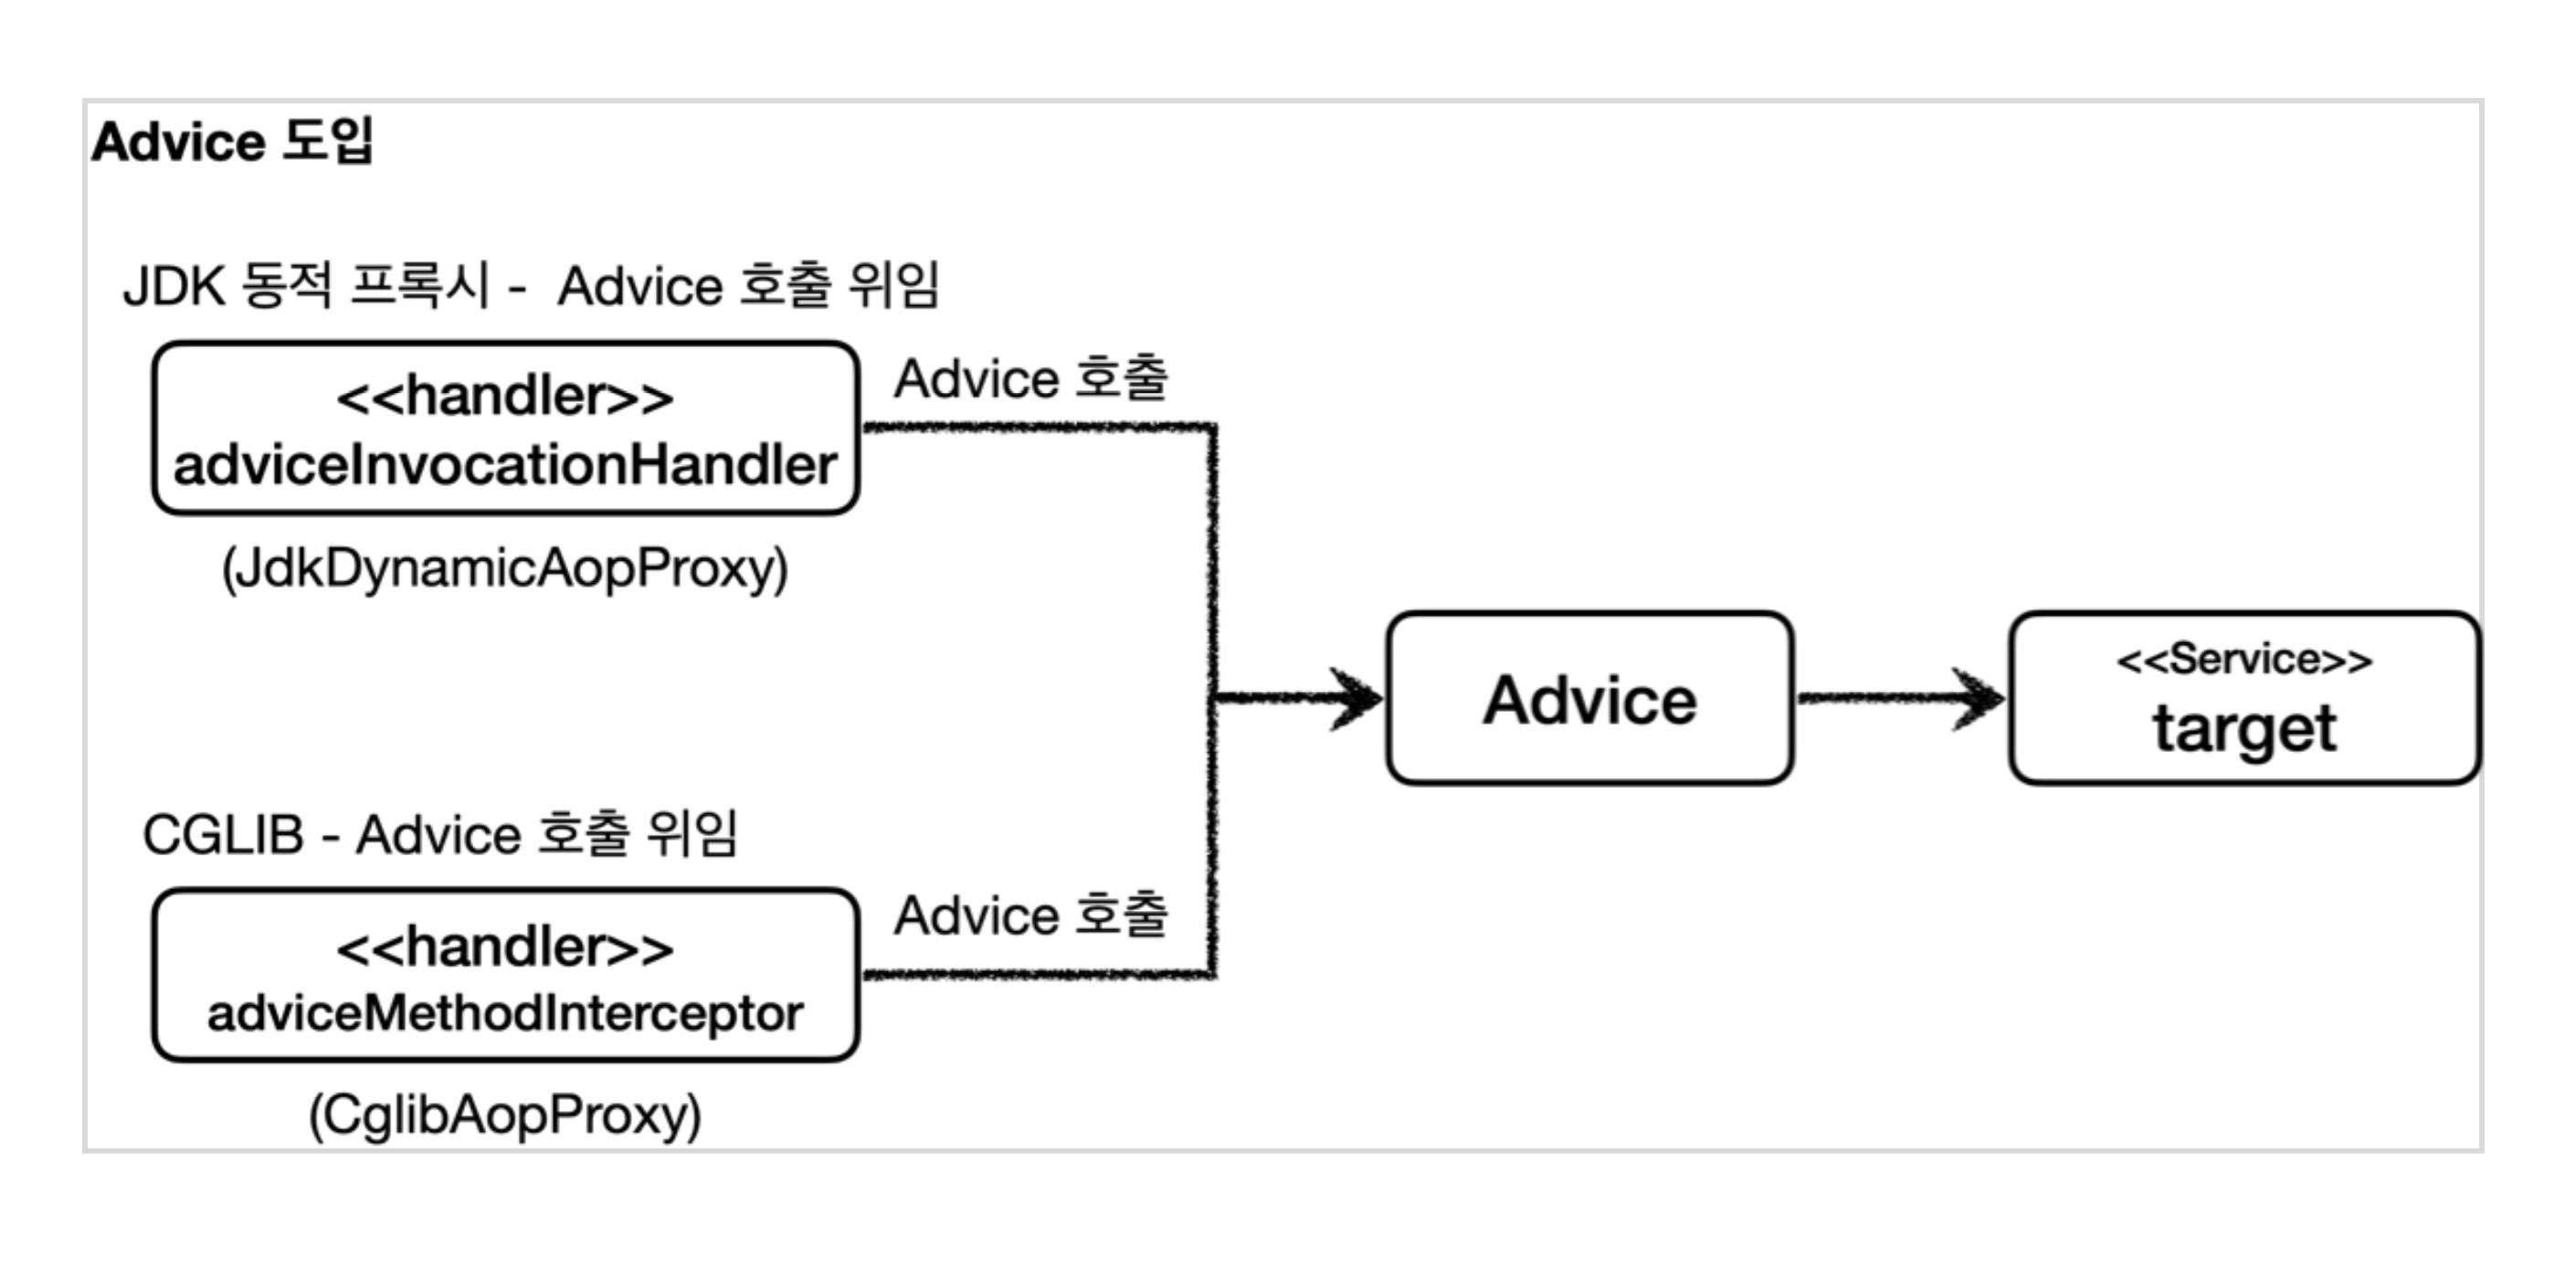 Advice 도입
JDK 동적 프록시 - Advice 호출 위임
<<handler>>
adviceInvocationHandler
(JdkDynamicAopProxy)
Advice 호출
Advice
<<Service>>
target
CGLIB - Advice 호출 위임
<<handler>>
adviceMethodInterceptor
(CglibAopProxy)
Advice 호출